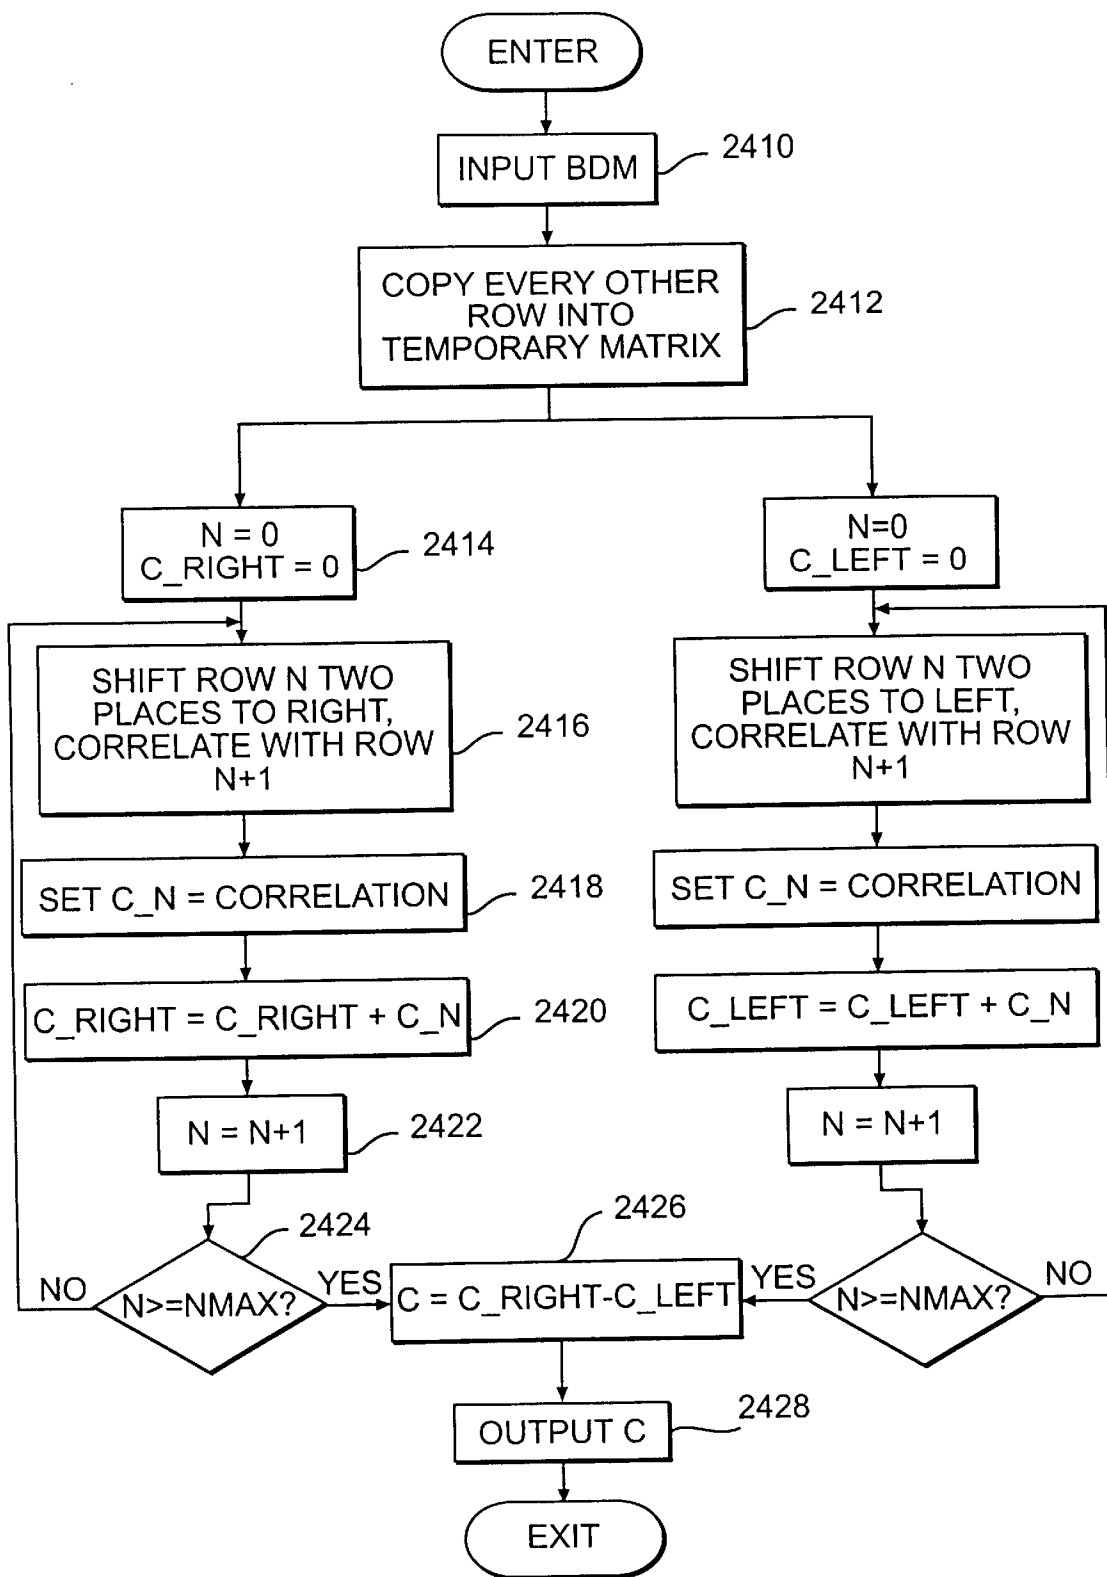 ENTER
INPUT BDM
2410
COPY EVERY OTHER
ROW INTO
TEMPORARY MATRIX
2412
N = 0
C_RIGHT = 0
2414
N=0
C_LEFT = 0
SHIFT ROW N TWO
PLACES TO RIGHT,
CORRELATE WITH ROW
N+1
2416
SHIFT ROW N TWO
PLACES TO LEFT,
CORRELATE WITH ROW
N+1
SET C_N = CORRELATION
2418
SET C_N = CORRELATION
C_RIGHT = C_RIGHT + C_N
2420
C_LEFT = C_LEFT + C_N
N = N+1
2422
N = N+1
2424
2426
NO
N>=NMAX?
YES
C = C_RIGHT-C_LEFT
YES
N>=NMAX?
NO
OUTPUT C
2428
EXIT